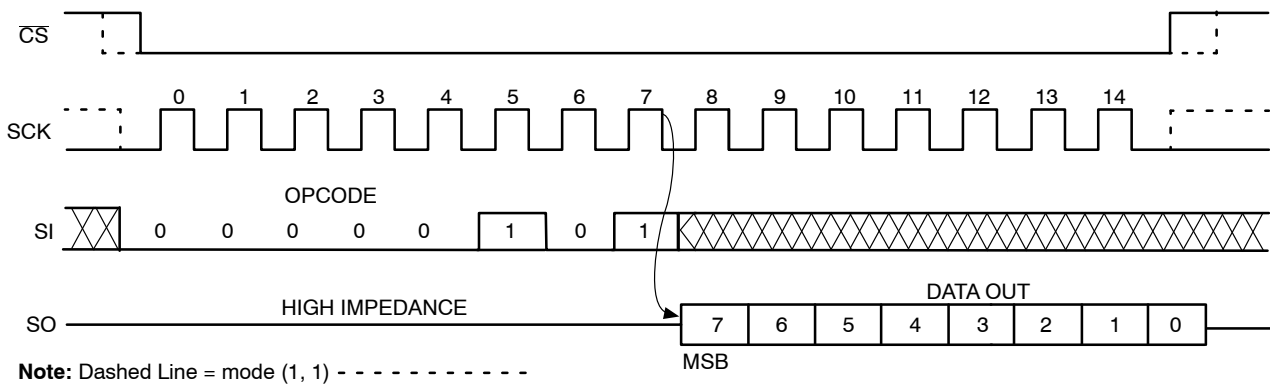 CS
0 1 2 3 4 5 6 7 8 9 10 11 12 13 14
SCK
OPCODE
SI 0 0 0 0 0 1 0 1
HIGH IMPEDANCE DATA OUT
SO 7 6 5 4 3 2 1 0
MSB
Note: Dashed Line = mode (1, 1)